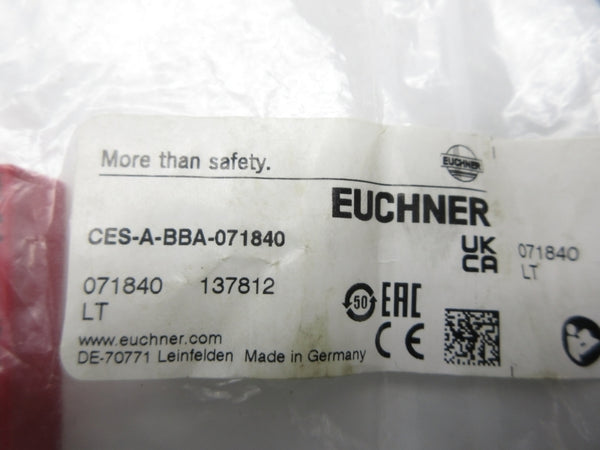 More than safety.
EUCHNER
EUCHNER
CES-A-BBA-071840
UK
CA
071840
LT
071840 137812
LT
50
EAC
CE
www.euchner.com
DE-70771 Leinfelden Made in Germany